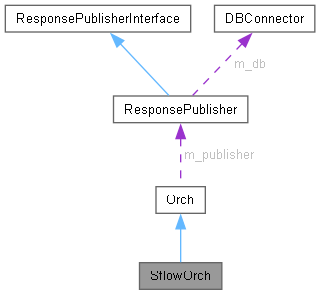 ResponsePublisherInterface
DBConnector
m_db
ResponsePublisher
m_publisher
Orch
SflowOrch